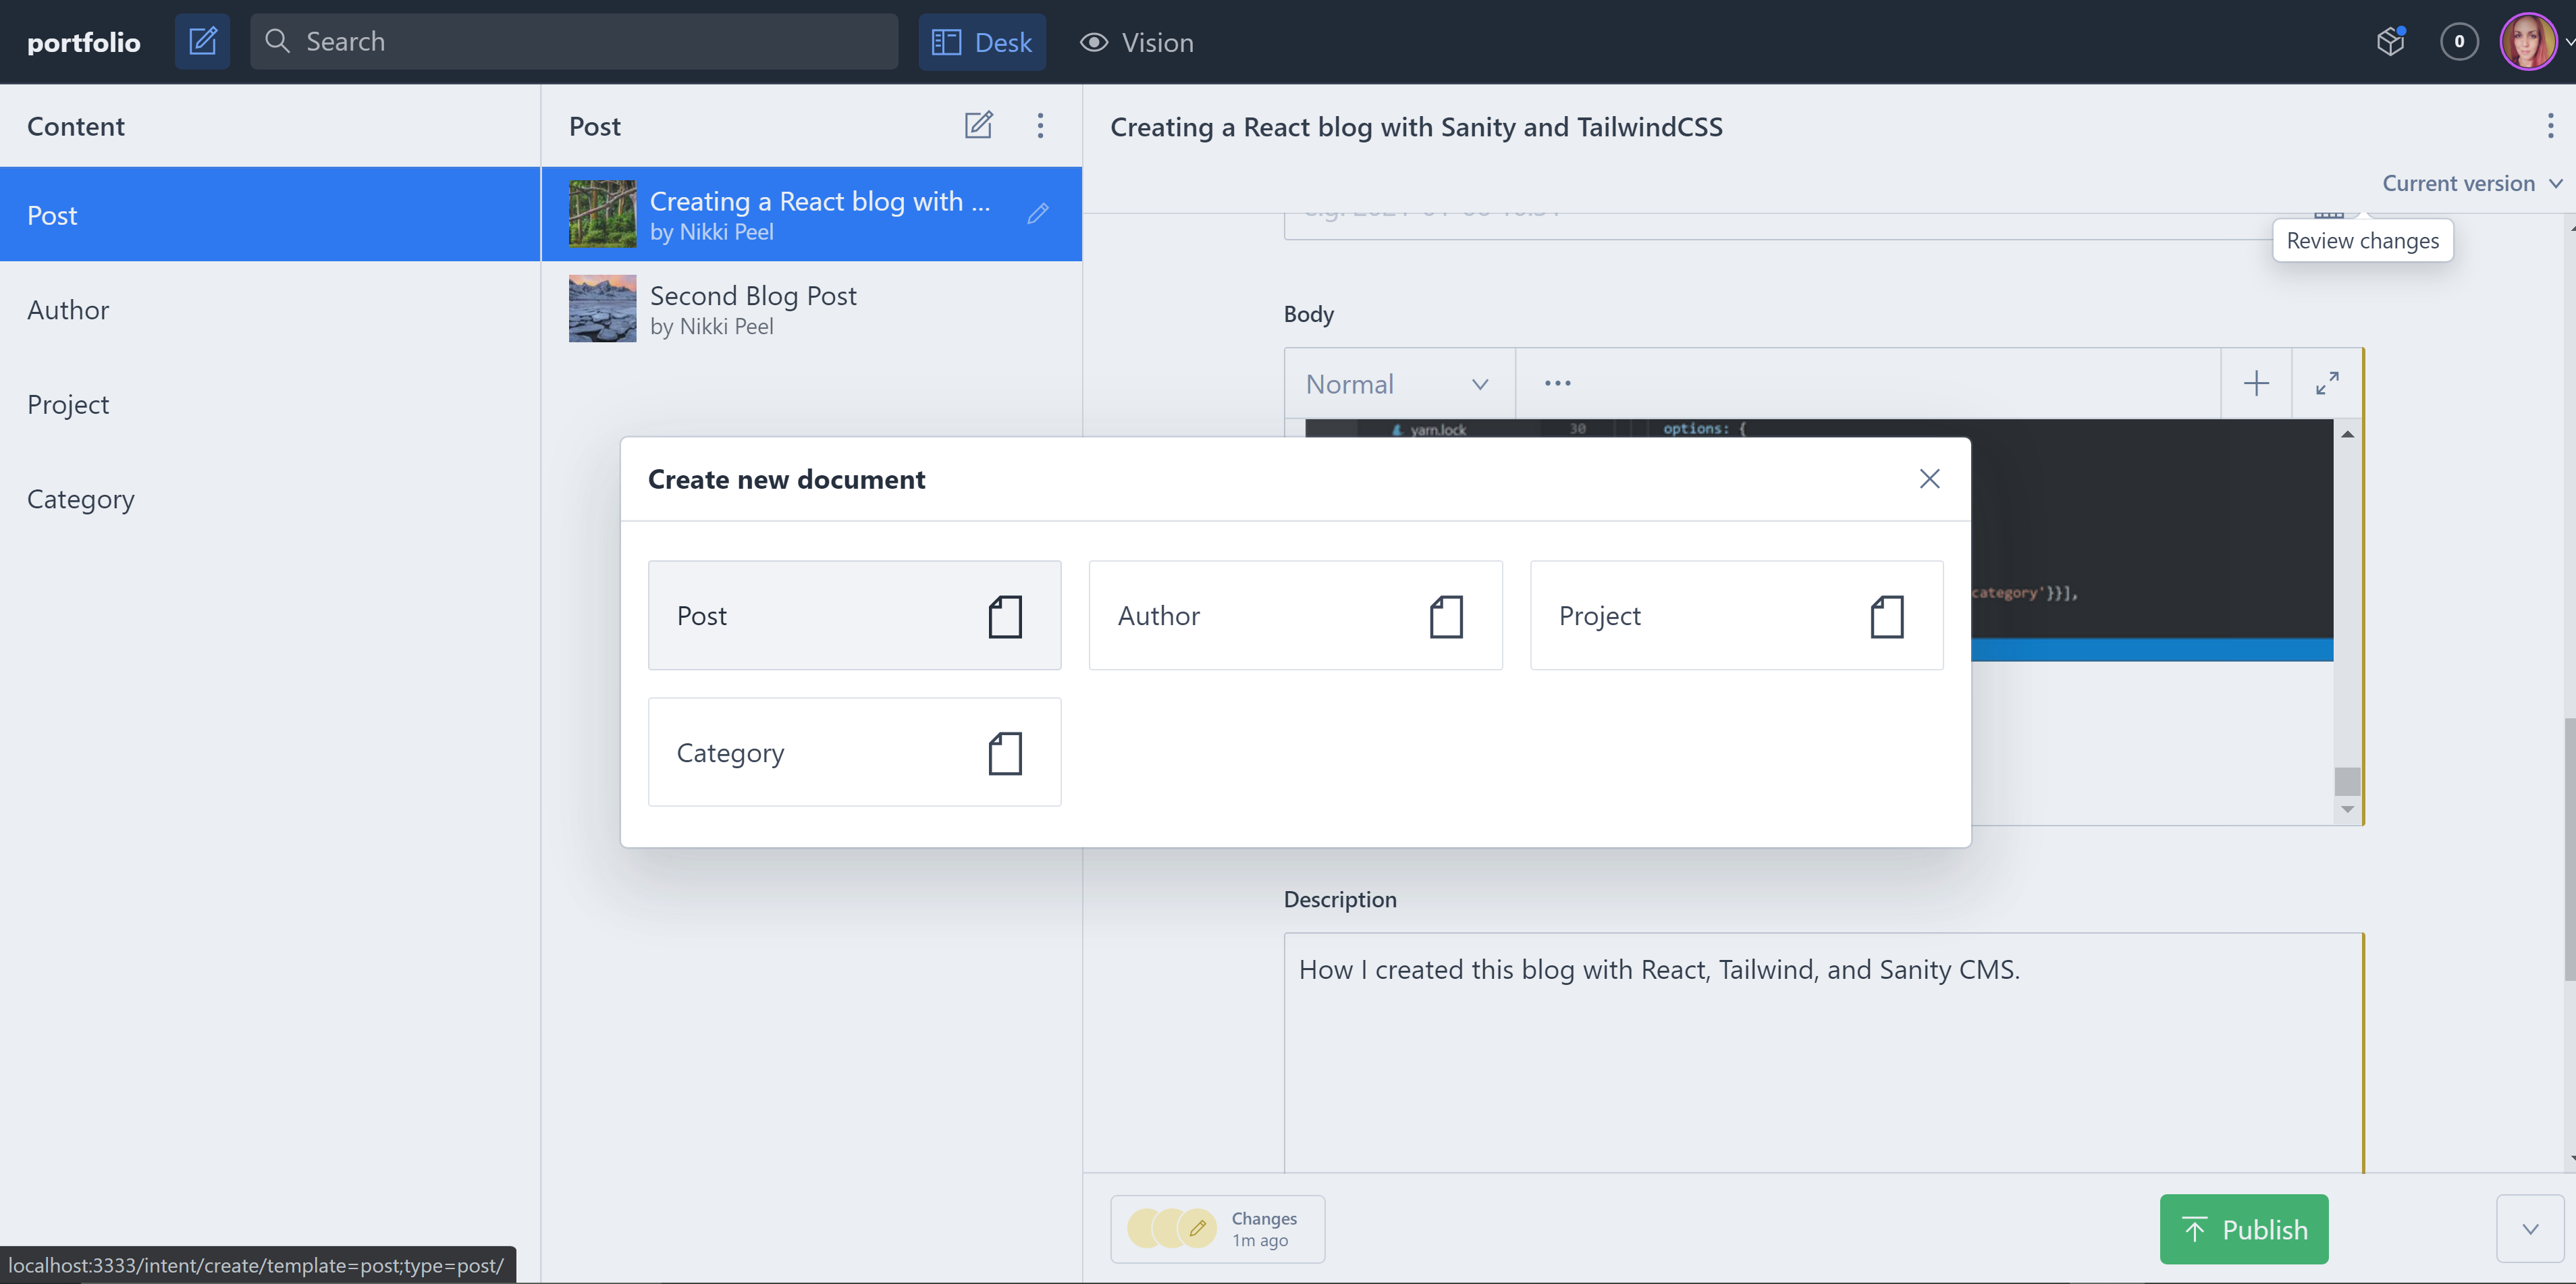 portfolio
Search
Desk
Vision
0
Content
Post
Author
Project
Category
Post
Creating a React blog with ...
by Nikki Peel
Second Blog Post
by Nikki Peel
Creating a React blog with Sanity and TailwindCSS
Current version
Review changes
Body
Normal
yarn.lock
30
options: {
category'}}],
Create new document
Post
Author
Project
Category
Description
How I created this blog with React, Tailwind, and Sanity CMS.
Changes
1m ago
Publish
localhost:3333/intent/create/template=post;type=post/